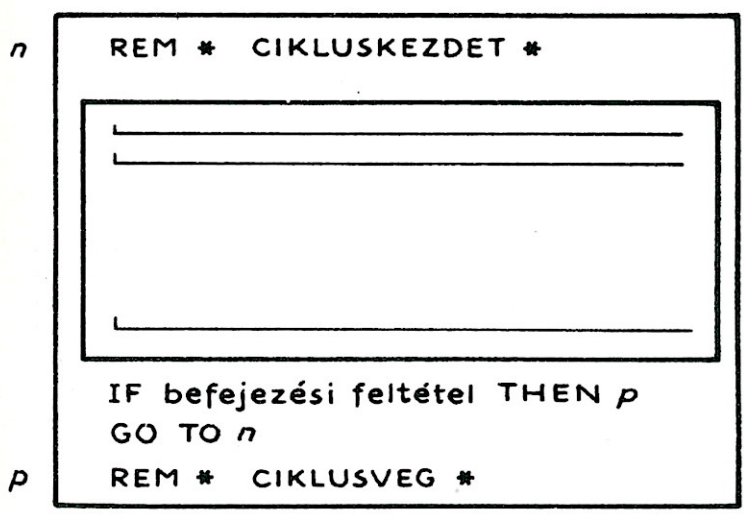 n REM * CIKLUSKEZDET *
IF befejezési feltétel THEN p
GO TO n
p REM * CIKLUSVEG *